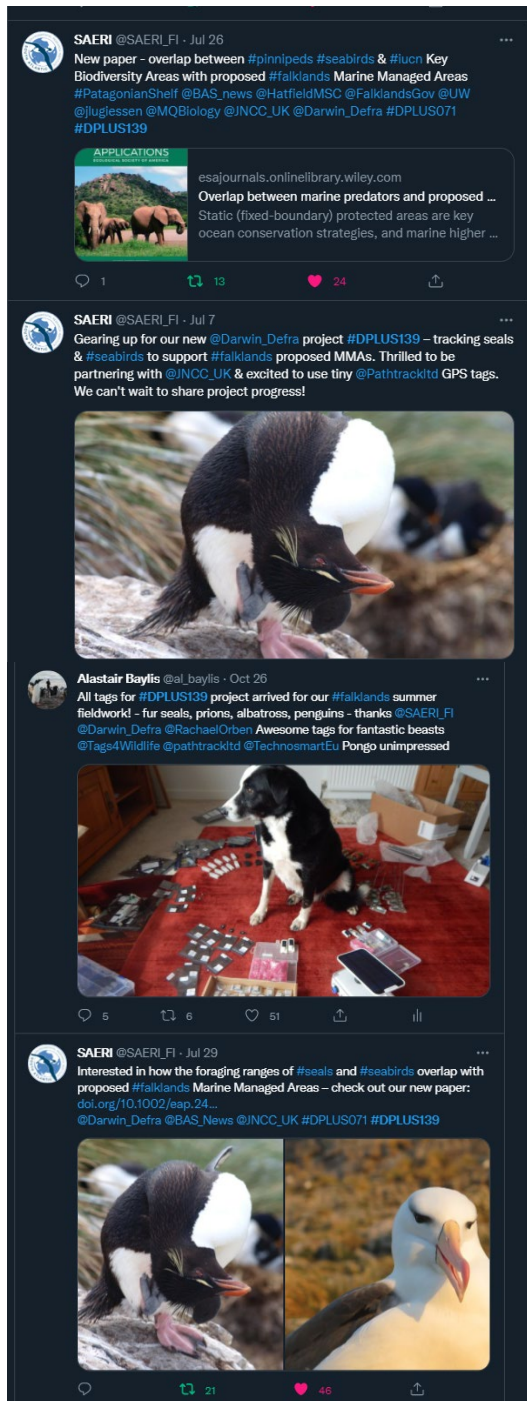 SAERI @SAERI_FI · Jul 26
New paper - overlap between #pinnipeds #seabirds & #iucn Key
Biodiversity Areas with proposed #falklands Marine Managed Areas
#PatagonianShelf @BAS_news @HatfieldMSC @FalklandsGov @UW
@jlugiessen @MQBiology @JNCC_UK @Darwin_Defra #DPLUS071
#DPLUS139
APPLICATIONS
ECOLOGICAL SOCIETY OF AMERICA
esajournals.onlinelibrary.wiley.com
Overlap between marine predators and proposed ...
Static (fixed-boundary) protected areas are key
ocean conservation strategies, and marine higher ...
1 13 24
SAERI @SAERI_FI · Jul 7
Gearing up for our new @Darwin_Defra project #DPLUS139 – tracking seals
& #seabirds to support #falklands proposed MMAs. Thrilled to be
partnering with @JNCC_UK & excited to use tiny @Pathtrackltd GPS tags.
We can't wait to share project progress!
Alastair Baylis @al_baylis · Oct 26
All tags for #DPLUS139 project arrived for our #falklands summer
fieldwork! - fur seals, prions, albatross, penguins - thanks @SAERI_FI
@Darwin_Defra @RachaelOrben Awesome tags for fantastic beasts
@Tags4Wildlife @pathtrackltd @TechnosmartEu Pongo unimpressed
5 6 51
SAERI @SAERI_FI · Jul 29
Interested in how the foraging ranges of #seals and #seabirds overlap with
proposed #falklands Marine Managed Areas – check out our new paper:
doi.org/10.1002/eap.24...
@Darwin_Defra @BAS_News @JNCC_UK #DPLUS071 #DPLUS139
21 46